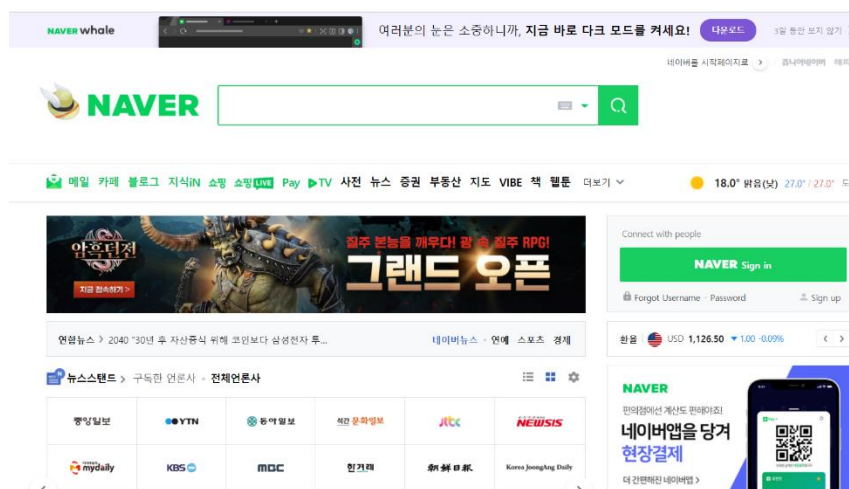 NAVER whale
여러분의 눈은 소중하니까, 지금 바로 다크 모드를 켜세요!
다운로드
3일 동안 보지 않기
네이버를 시작페이지로
쥬니어네이버
NAVER
메일 카페 블로그 지식iN 쇼핑 쇼핑LIVE Pay TV 사전 뉴스 증권 부동산 지도 VIBE 책 웹툰 더보기
18.0° 맑음(낮) 27.0° / 27.0°
암흑던전
지금 접속하기>
질주 본능을 깨우다! 광속 질주 RPG!
그랜드 오픈
Connect with people
NAVER Sign in
Forgot Username · Password
Sign up
연합뉴스 > 2040 "30년 후 자산증식 위해 코인보다 삼성전자 투...
네이버뉴스 · 연예 스포츠 경제
환율 USD 1,126.50 ▼1.00 -0.09%
뉴스스탠드 > 구독한 언론사 · 전체언론사
중앙일보 YTN 동아일보 석간 문화일보 jtbc NEWSIS
mydaily KBS MBC 한겨레 朝鮮日報 Korea JoongAng Daily
NAVER
편의점에선 계산도 편해야죠!
네이버앱을 당겨
현장결제
더 간편해진 네이버앱 >